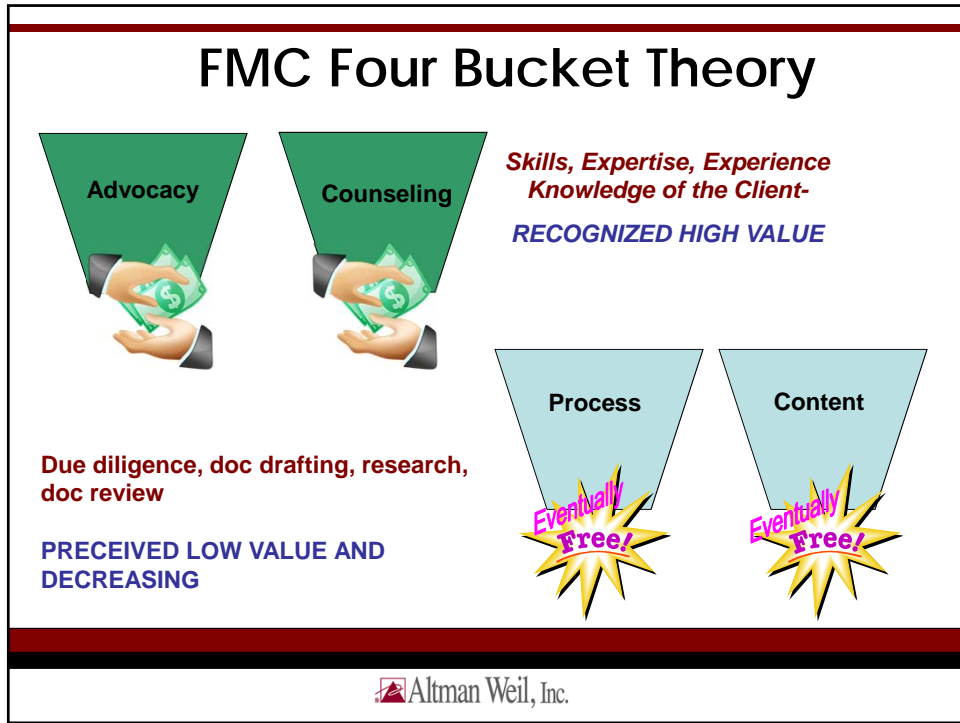 FMC Four Bucket Theory
Advocacy
Counseling
Skills, Expertise, Experience
Knowledge of the Client-
RECOGNIZED HIGH VALUE
$
$
Process
Content
Due diligence, doc drafting, research,
doc review
PRECEIVED LOW VALUE AND
DECREASING
Eventually
Free!
Eventually
Free!
Altman Weil, Inc.